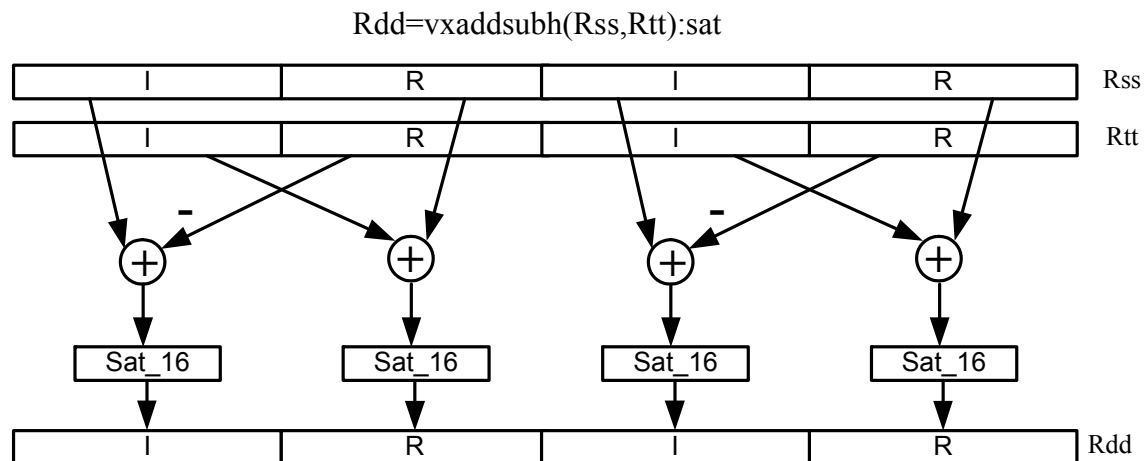 Rdd=vxaddsubh(Rss,Rtt):sat
I R I R Rss
I R I R Rtt
- -
+ + + +
Sat_16 Sat_16 Sat_16 Sat_16
I R I R Rdd